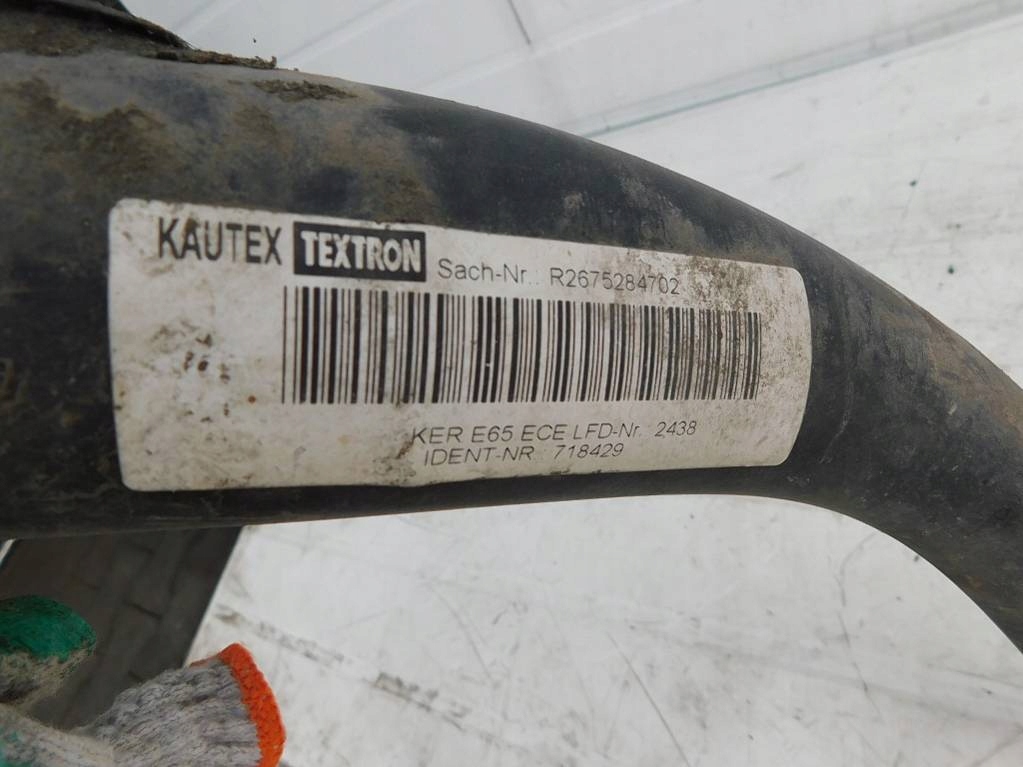 KAUTEX TEXTRON Sach-Nr.: R2675284702
KER E65 ECE LFD-Nr. 2438
IDENT-NR. 718429